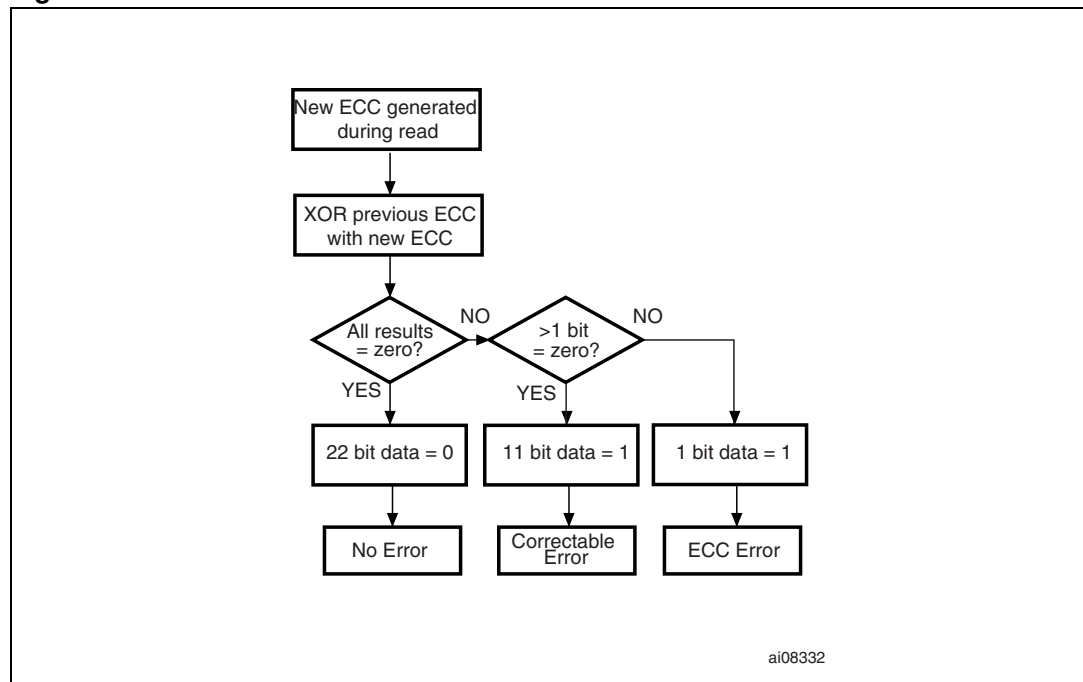 New ECC generated
during read
XOR previous ECC
with new ECC
All results
= zero?
NO
>1 bit
= zero?
NO
YES
YES
22 bit data = 0
11 bit data = 1
1 bit data = 1
No Error
Correctable
Error
ECC Error
ai08332